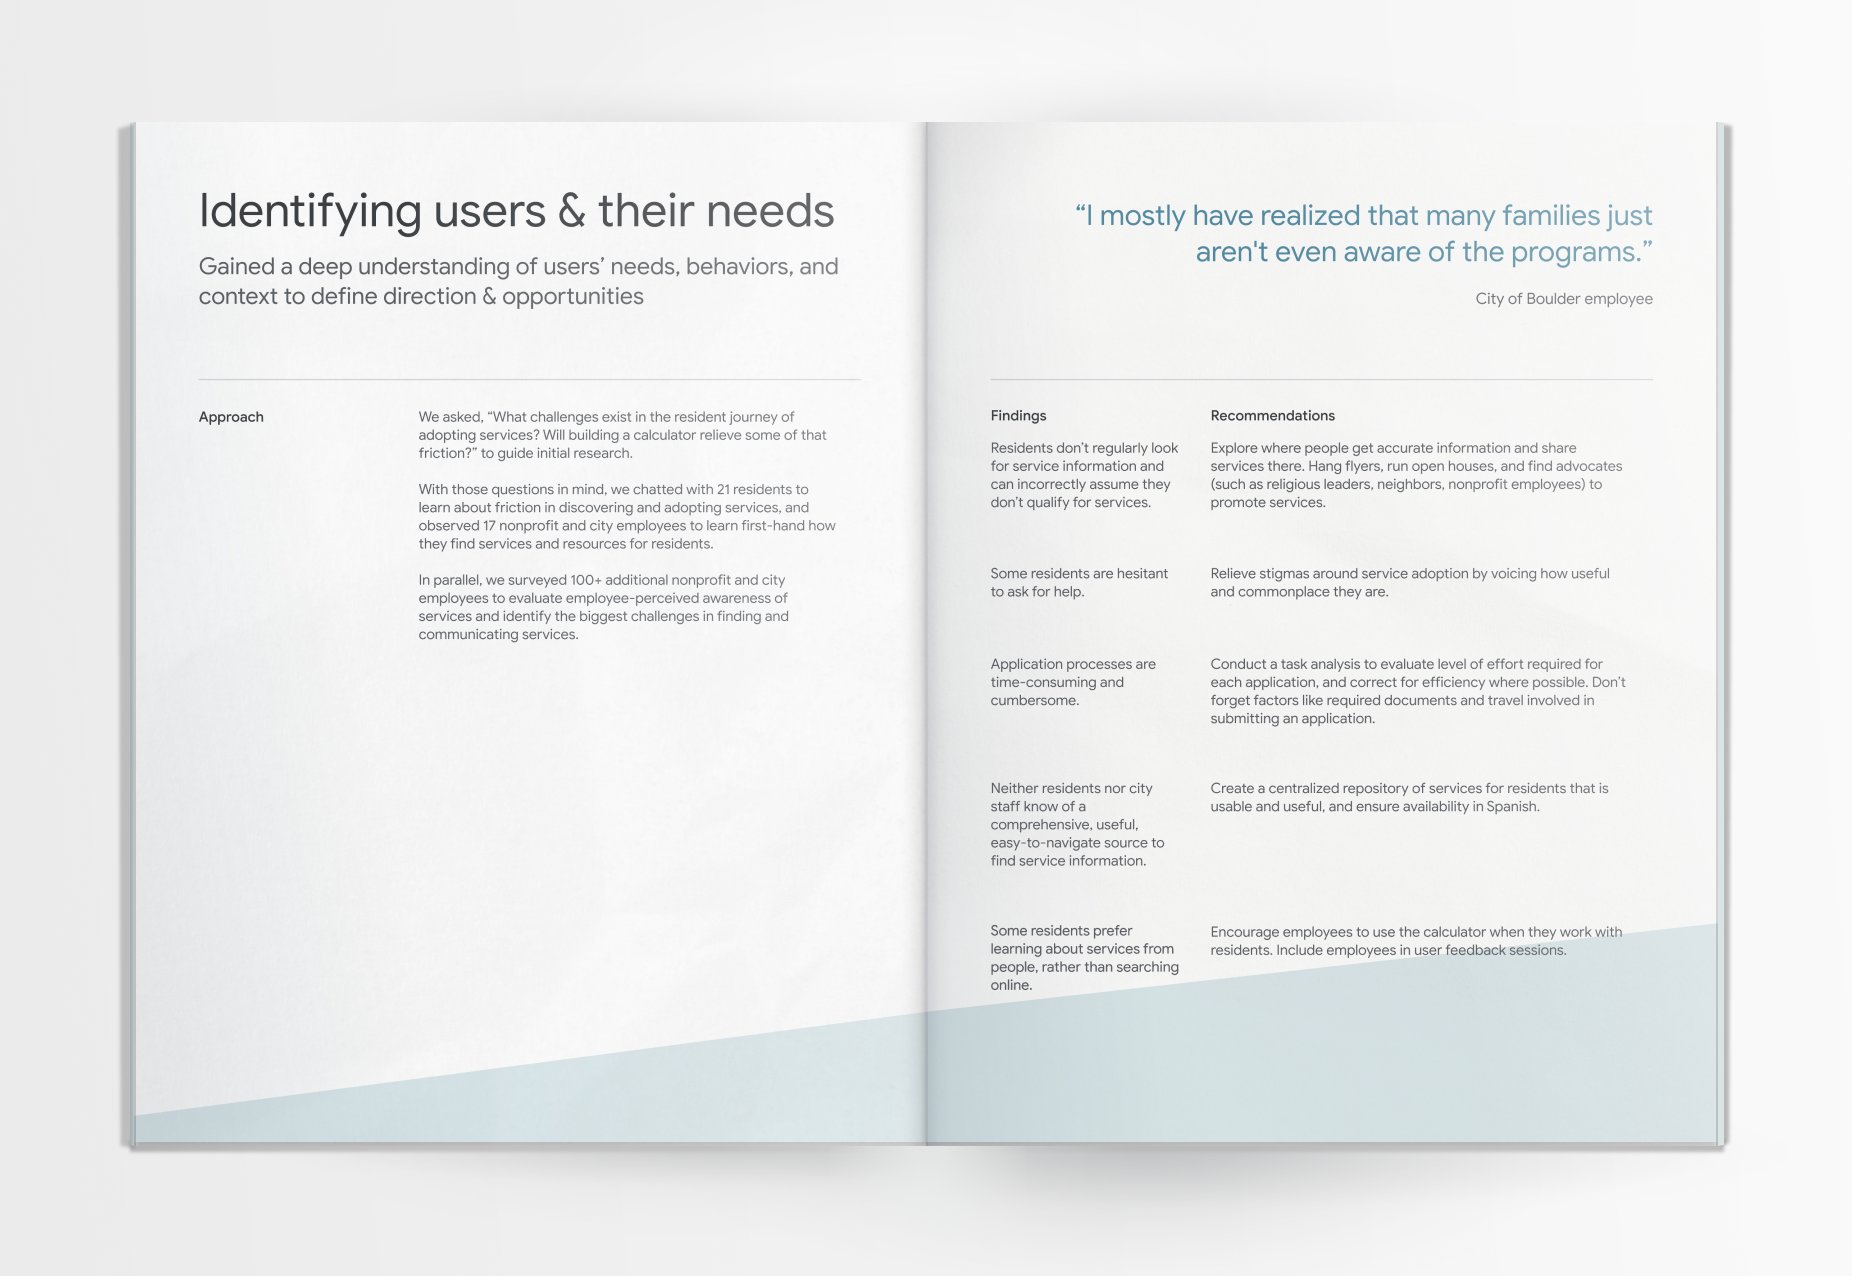 Identifying users & their needs
Gained a deep understanding of users’ needs, behaviors, and
context to define direction & opportunities
Approach
We asked, “What challenges exist in the resident journey of
adopting services? Will building a calculator relieve some of that
friction?” to guide initial research.
With those questions in mind, we chatted with 21 residents to
learn about friction in discovering and adopting services, and
observed 17 nonprofit and city employees to learn first-hand how
they find services and resources for residents.
In parallel, we surveyed 100+ additional nonprofit and city
employees to evaluate employee-perceived awareness of
services and identify the biggest challenges in finding and
communicating services.
“I mostly have realized that many families just
aren't even aware of the programs.”
City of Boulder employee
Findings
Residents don’t regularly look
for service information and
can incorrectly assume they
don’t qualify for services.
Recommendations
Explore where people get accurate information and share
services there. Hang flyers, run open houses, and find advocates
(such as religious leaders, neighbors, nonprofit employees) to
promote services.
Some residents are hesitant
to ask for help.
Relieve stigmas around service adoption by voicing how useful
and commonplace they are.
Application processes are
time-consuming and
cumbersome.
Conduct a task analysis to evaluate level of effort required for
each application, and correct for efficiency where possible. Don’t
forget factors like required documents and travel involved in
submitting an application.
Neither residents nor city
staff know of a
comprehensive, useful,
easy-to-navigate source to
find service information.
Create a centralized repository of services for residents that is
usable and useful, and ensure availability in Spanish.
Some residents prefer
learning about services from
people, rather than searching
online.
Encourage employees to use the calculator when they work with
residents. Include employees in user feedback sessions.